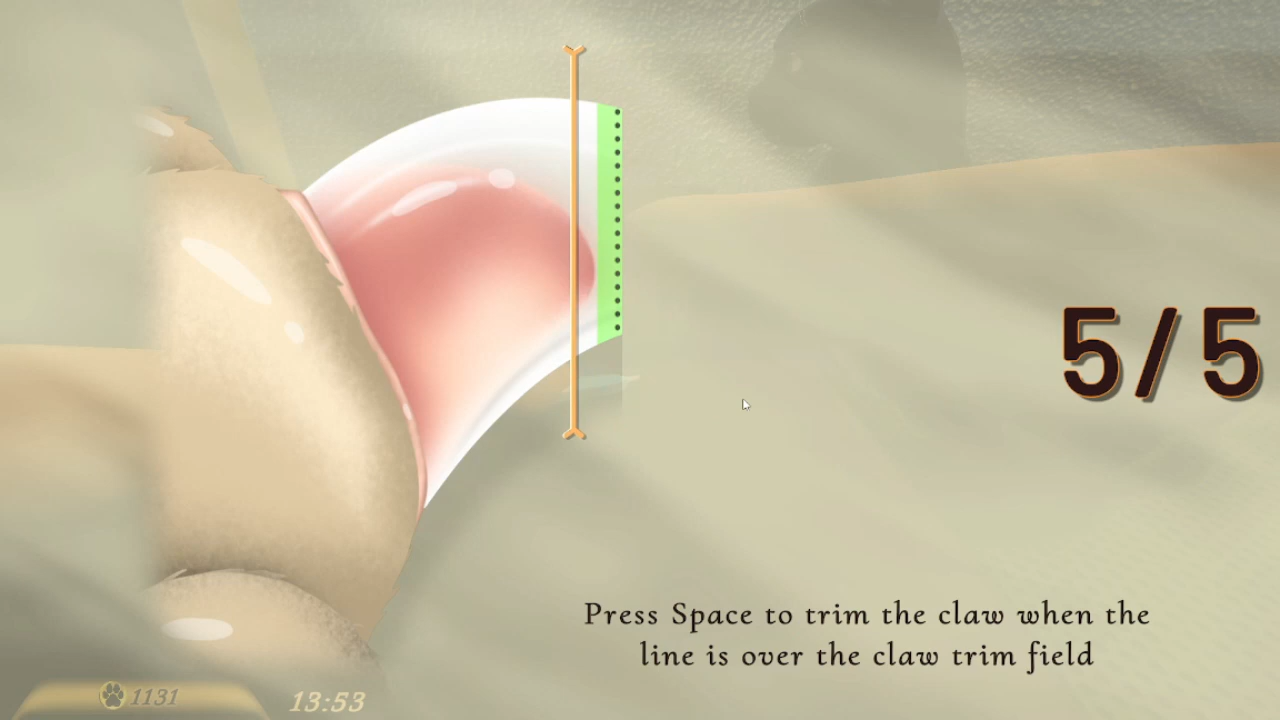 5/5
Press Space to trim the claw when the
line is over the claw trim field
1131
13:53